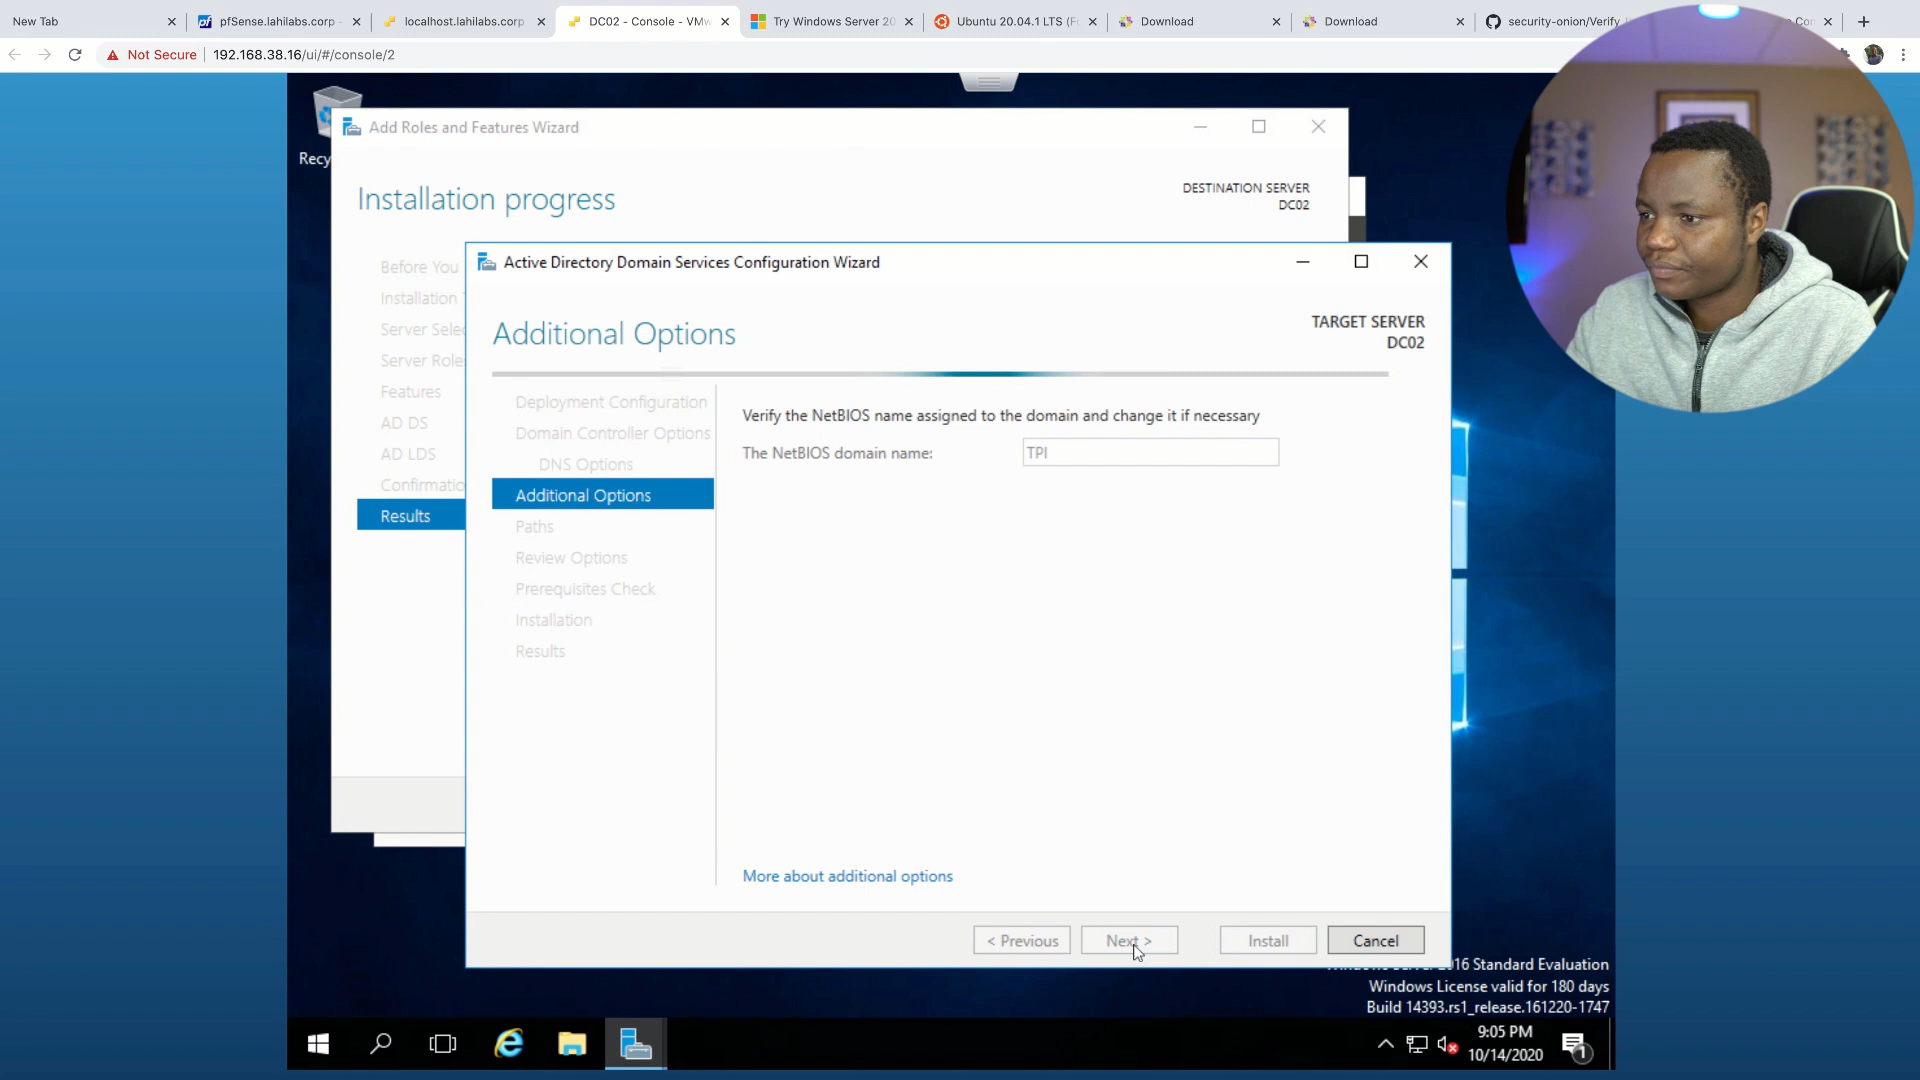 New Tab
pfSense.lahilabs.corp -
localhost.lahilabs.corp
DC02 - Console - VMw
Try Windows Server 20
Ubuntu 20.04.1 LTS (F
Download
Download
security-onion/Verify_
Not Secure
192.168.38.16/ui/#/console/2
Recy
Add Roles and Features Wizard
Installation progress
DESTINATION SERVER
DC02
Before You
Installation
Server Sele
Server Role
Features
AD DS
AD LDS
Confirmatio
Results
Active Directory Domain Services Configuration Wizard
Additional Options
TARGET SERVER
DC02
Deployment Configuration
Domain Controller Options
DNS Options
Additional Options
Paths
Review Options
Prerequisites Check
Installation
Results
Verify the NetBIOS name assigned to the domain and change it if necessary
The NetBIOS domain name:
TPI
More about additional options
< Previous
Next >
Install
Cancel
16 Standard Evaluation
Windows License valid for 180 days
Build 14393.rs1_release.161220-1747
9:05 PM
10/14/2020
1